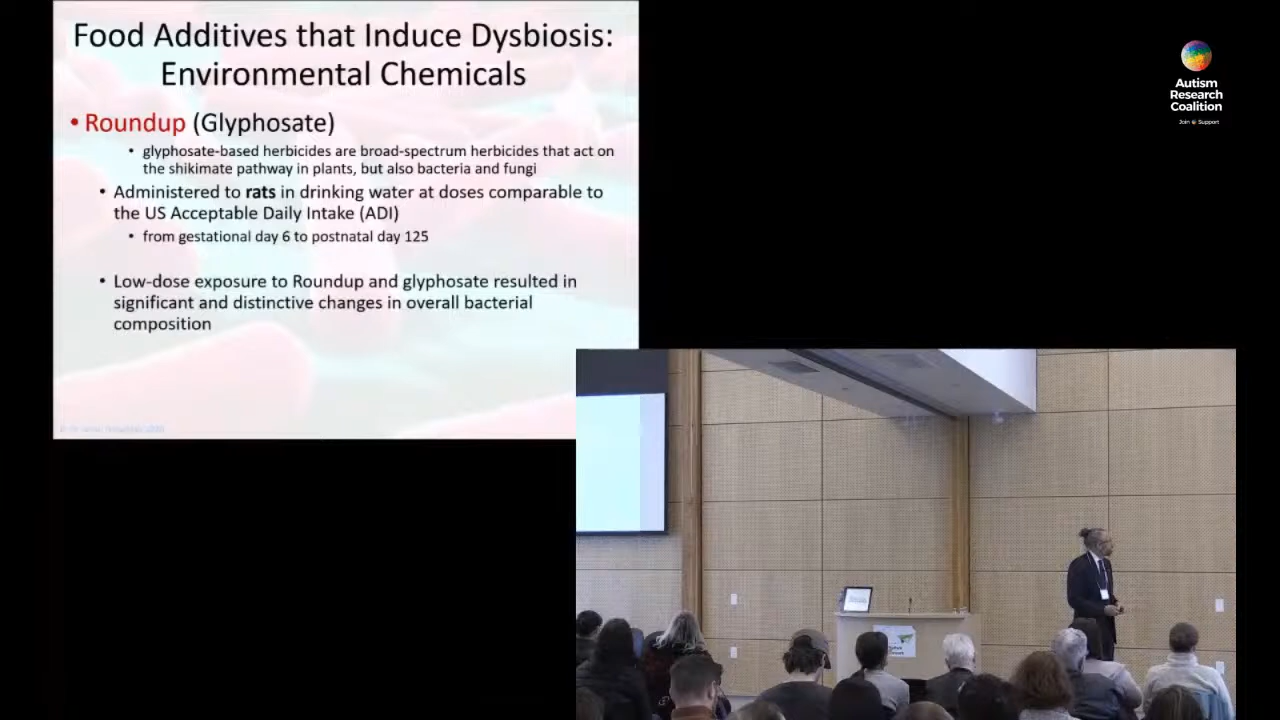 Food Additives that Induce Dysbiosis:
Environmental Chemicals
• Roundup (Glyphosate)
• glyphosate-based herbicides are broad-spectrum herbicides that act on
the shikimate pathway in plants, but also bacteria and fungi
• Administered to rats in drinking water at doses comparable to
the US Acceptable Daily Intake (ADI)
• from gestational day 6 to postnatal day 125
• Low-dose exposure to Roundup and glyphosate resulted in
significant and distinctive changes in overall bacterial
composition
Autism
Research
Coalition
Join Support